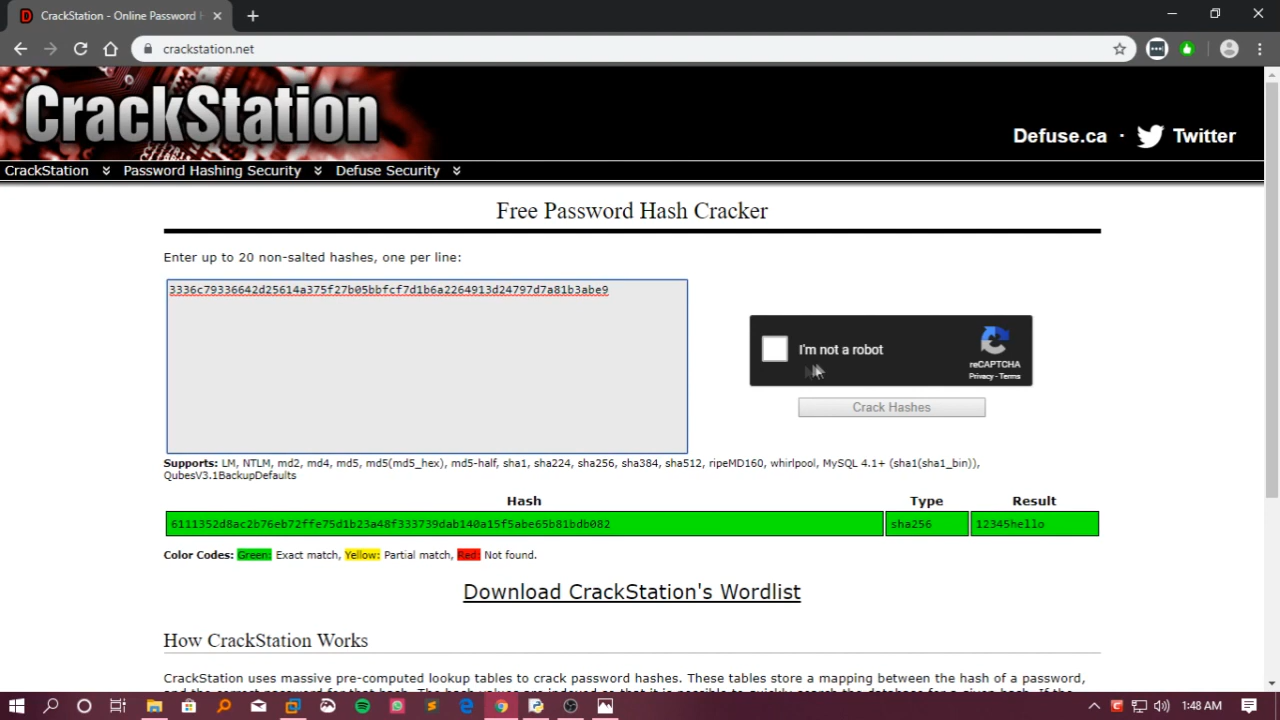 CrackStation - Online Password H
crackstation.net
CrackStation
Defuse.ca · Twitter
CrackStation Password Hashing Security Defuse Security
Free Password Hash Cracker
Enter up to 20 non-salted hashes, one per line:
3336c79336642d25614a375f27b05bbfcf7d1b6a2264913d24797d7a81b3abe9
I'm not a robot
reCAPTCHA
Privacy - Terms
Crack Hashes
Supports: LM, NTLM, md2, md4, md5, md5(md5_hex), md5-half, sha1, sha224, sha256, sha384, sha512, ripeMD160, whirlpool, MySQL 4.1+ (sha1(sha1_bin)),
QubesV3.1BackupDefaults
Hash Type Result
6111352d8ac2b76eb72ffe75d1b23a48f333739dab140a15f5abe65b81bdb082 sha256 12345hello
Color Codes: Green: Exact match, Yellow: Partial match, Red: Not found.
Download CrackStation's Wordlist
How CrackStation Works
CrackStation uses massive pre-computed lookup tables to crack password hashes. These tables store a mapping between the hash of a password,
1:48 AM